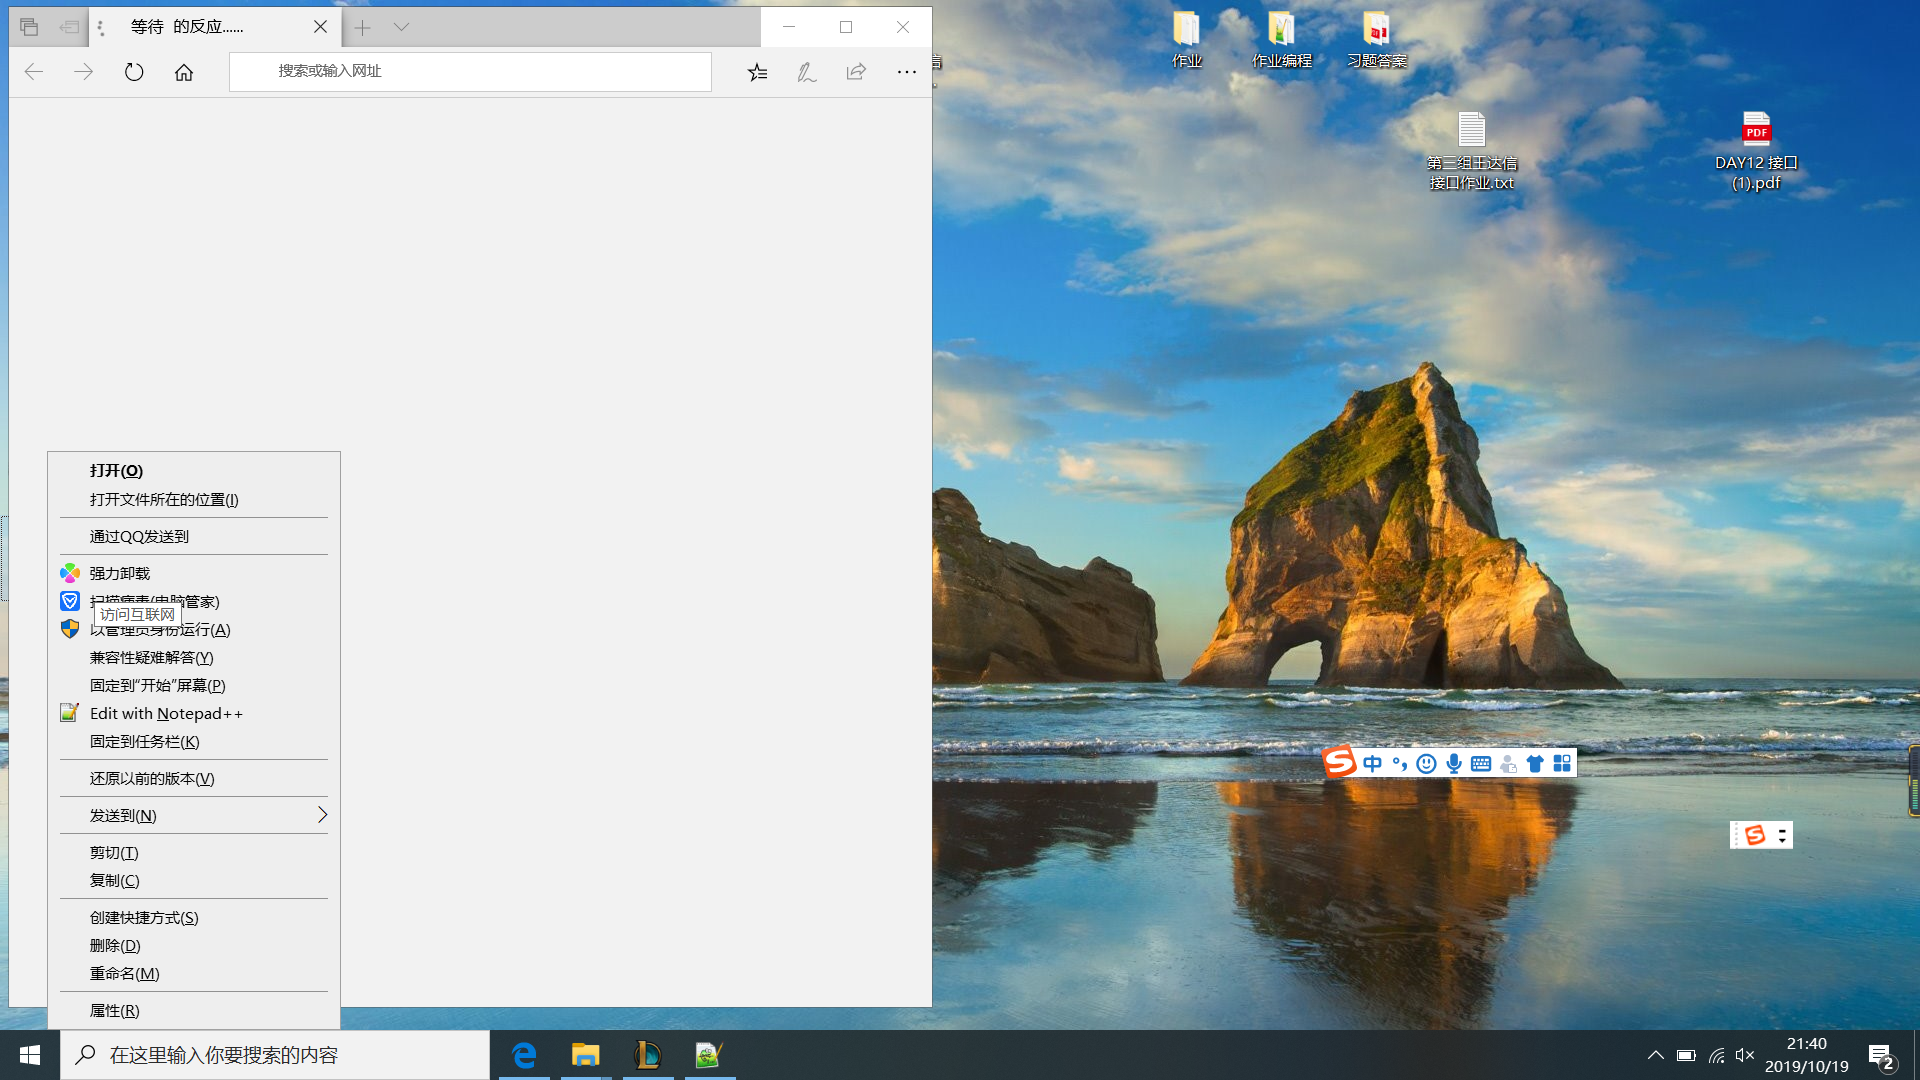 等待 的反应......
搜索或输入网址
作业
作业编程
习题答案
信
第三组王达信
接口作业.txt
DAY12 接口
(1).pdf
PDF
打开(O)
打开文件所在的位置(I)
通过QQ发送到
强力卸载
扫描病毒(电脑管家)
访问互联网
以管理员身份运行(A)
兼容性疑难解答(Y)
固定到“开始”屏幕(P)
Edit with Notepad++
固定到任务栏(K)
还原以前的版本(V)
发送到(N)
剪切(T)
复制(C)
创建快捷方式(S)
删除(D)
重命名(M)
属性(R)
中
在这里输入你要搜索的内容
21:40
2019/10/19
2